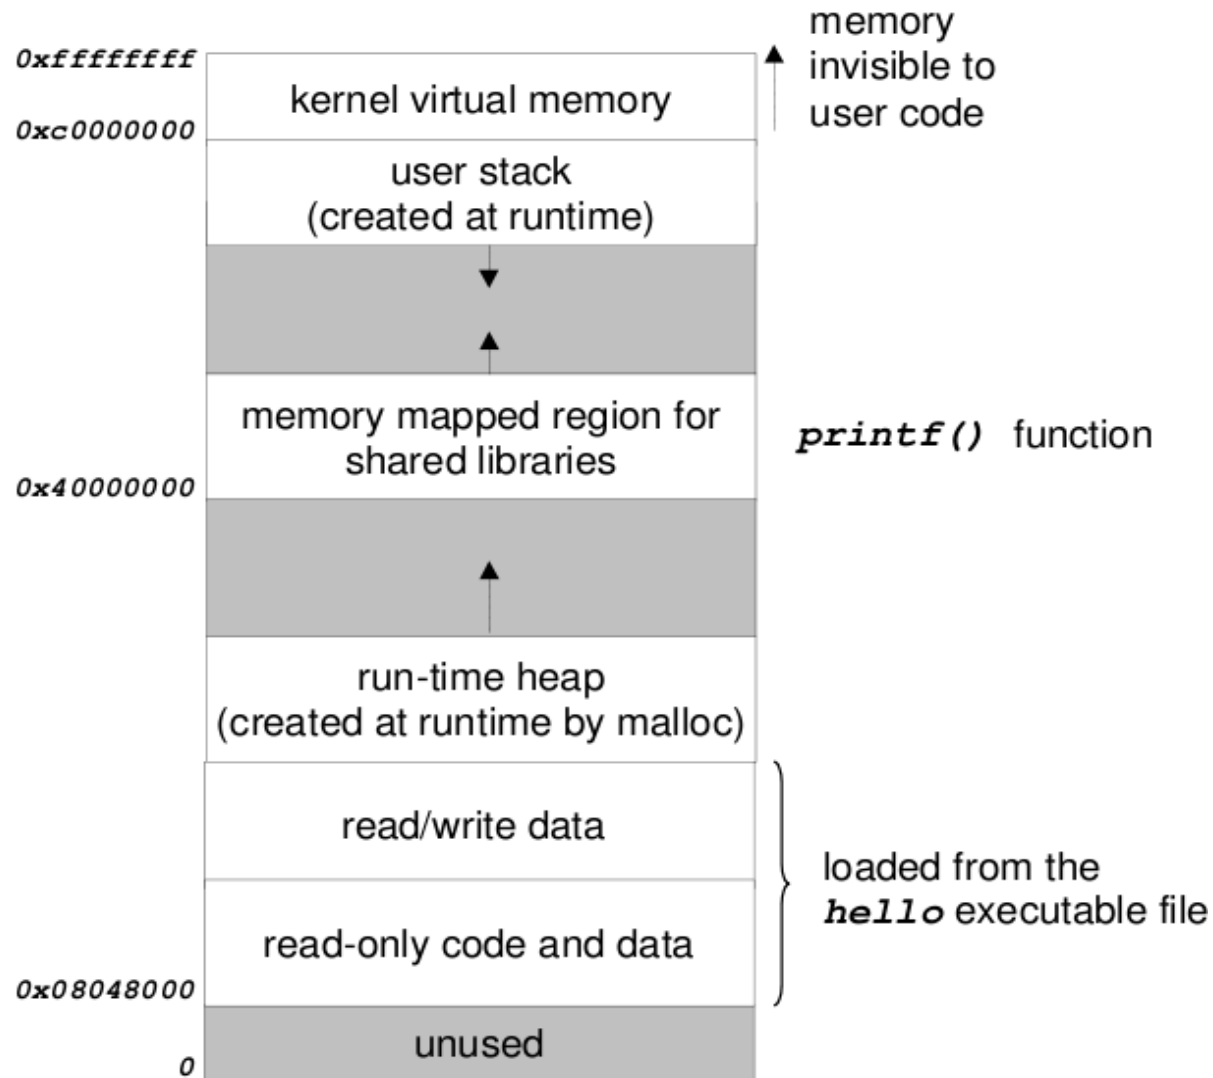 memory
invisible to
user code
0xffffffff
kernel virtual memory
0xc0000000
user stack
(created at runtime)
memory mapped region for
shared libraries
printf() function
0x40000000
run-time heap
(created at runtime by malloc)
read/write data
loaded from the
hello executable file
read-only code and data
0x08048000
unused
0